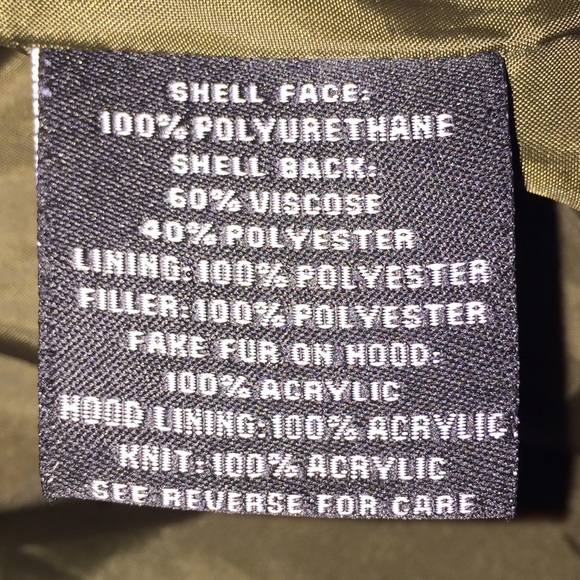 SHELL FACE:
100% POLYURETHANE
SHELL BACK:
60% VISCOSE
40% POLYESTER
LINING:100% POLYESTER
FILLER:100% POLYESTER
FAKE FUR ON HOOD:
100% ACRYLIC
HOOD LINING:100% ACRYLIC
KNIT:100% ACRYLIC
SEE REVERSE FOR CARE